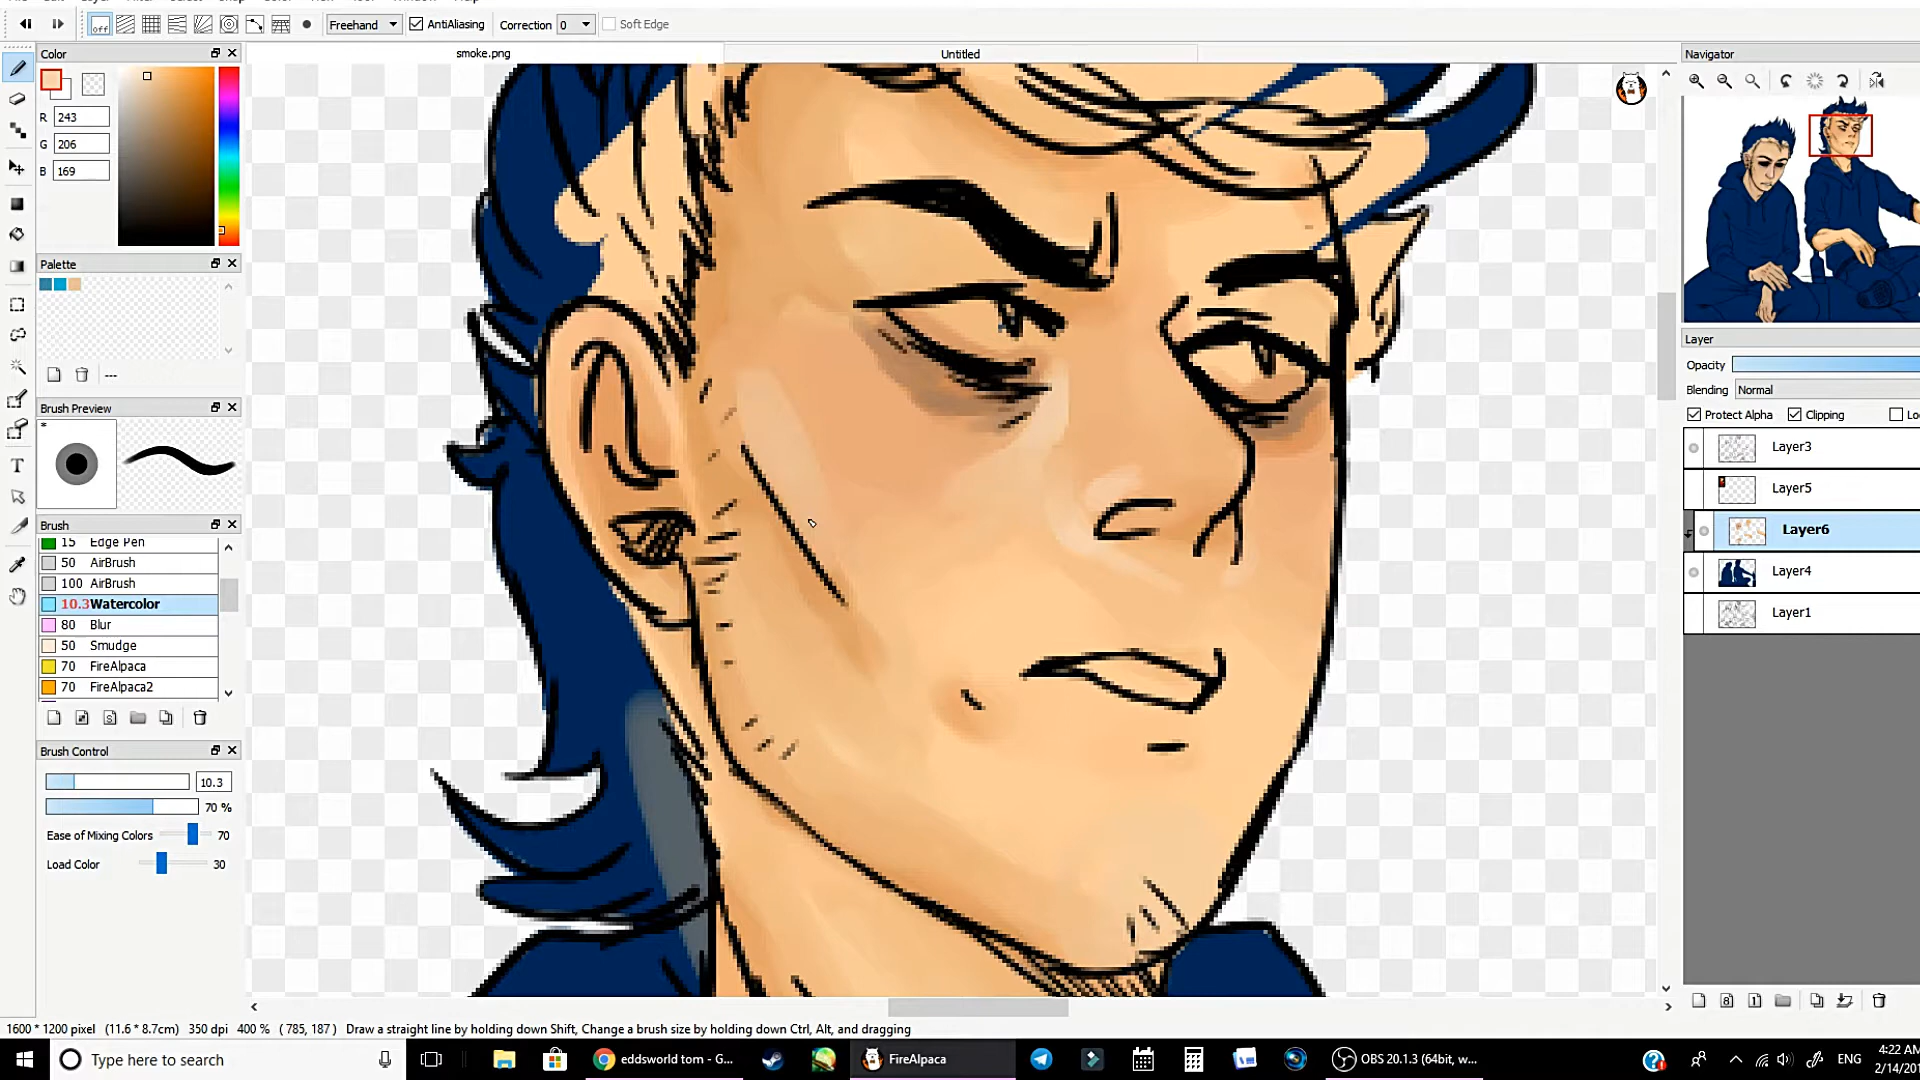 Off
Freehand
AntiAliasing
Correction 0
Soft Edge
Color
smoke.png
Untitled
Navigator
R 243
G 206
B 169
Palette
---
Brush Preview
*
Brush
15 Edge Pen
50 AirBrush
100 AirBrush
10.3 Watercolor
80 Blur
50 Smudge
70 FireAlpaca
70 FireAlpaca2
Brush Control
10.3
70 %
Ease of Mixing Colors 70
Load Color 30
Layer
Opacity
Blending Normal
Protect Alpha
Clipping
Lo
Layer3
Layer5
Layer6
Layer4
Layer1
1600 * 1200 pixel (11.6 * 8.7cm) 350 dpi 400 % ( 785, 187 ) Draw a straight line by holding down Shift, Change a brush size by holding down Ctrl, Alt, and dragging
Type here to search
eddsworld tom - G...
FireAlpaca
OBS 20.1.3 (64bit, w...
ENG
4:22 AM
2/14/201